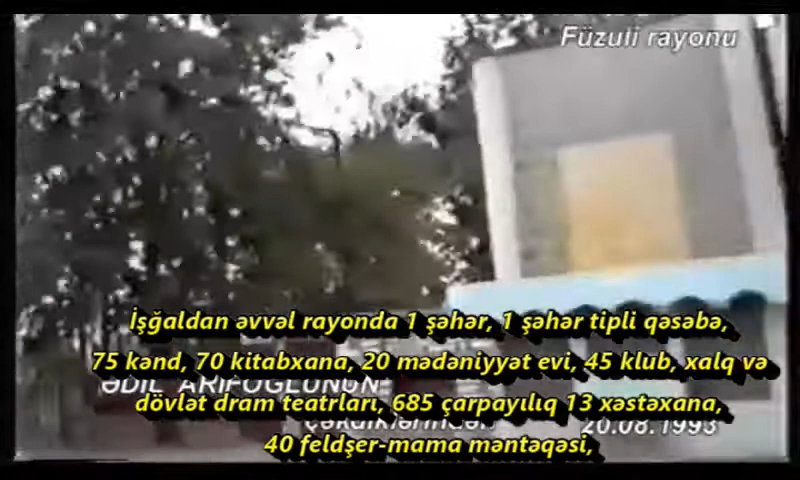 Füzuli rayonu
İşğaldan əvvəl rayonda 1 şəhər, 1 şəhər tipli qəsəbə,
75 kənd, 70 kitabxana, 20 mədəniyyət evi, 45 klub, xalq və
ƏDİL ARİFOĞLUNUN
dövlət dram teatrları, 685 çarpayılıq 13 xəstəxana,
çəkdiklərindən 20.08.1993
40 feldşer-mama məntəqəsi,